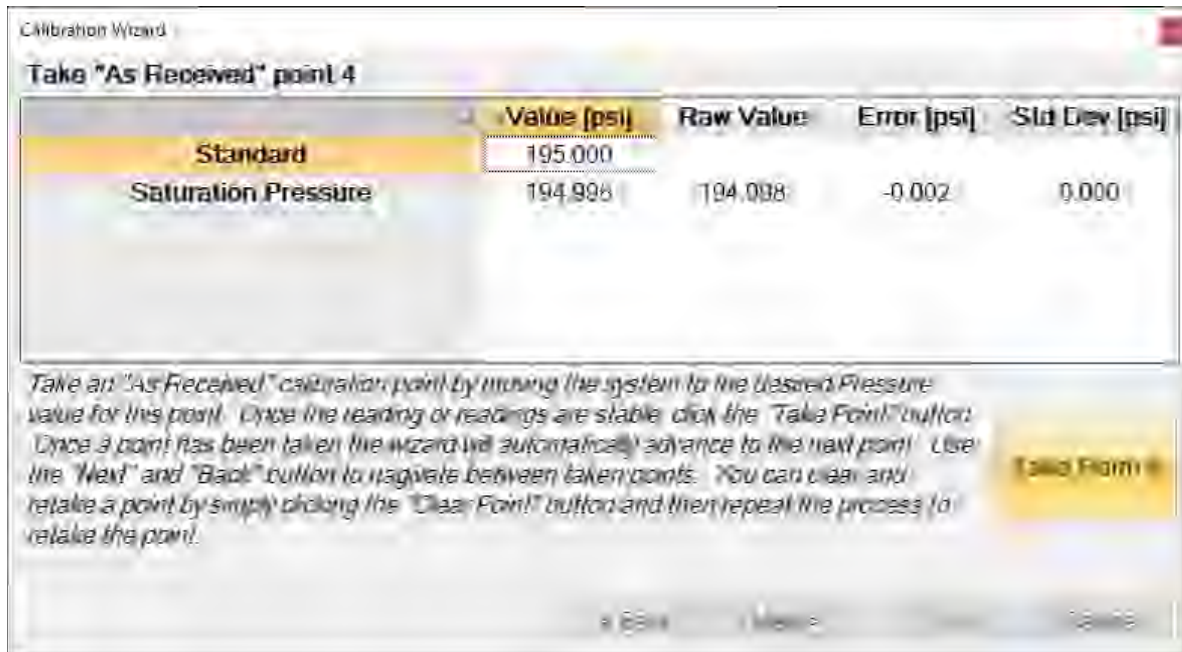 Calibration Wizard
Take "As Received" point 4
Value [psi] Raw Value Error [psi] Std Dev [psi]
Standard 195.000
Saturation Pressure -0.002 0.000
Take an "As Received" calibration point by moving the system to the desired Pressure
value for this point. Once the reading or readings are stable click the "Take Point" button.
Once a point has been taken the wizard will automatically advance to the next point. Use
the "Next" and "Back" button to nagivate between taken points. You can clear and
retake a point by simply clicking the "Clear Point" button and then repeat the process to
retake the point.
Take Point
< Back